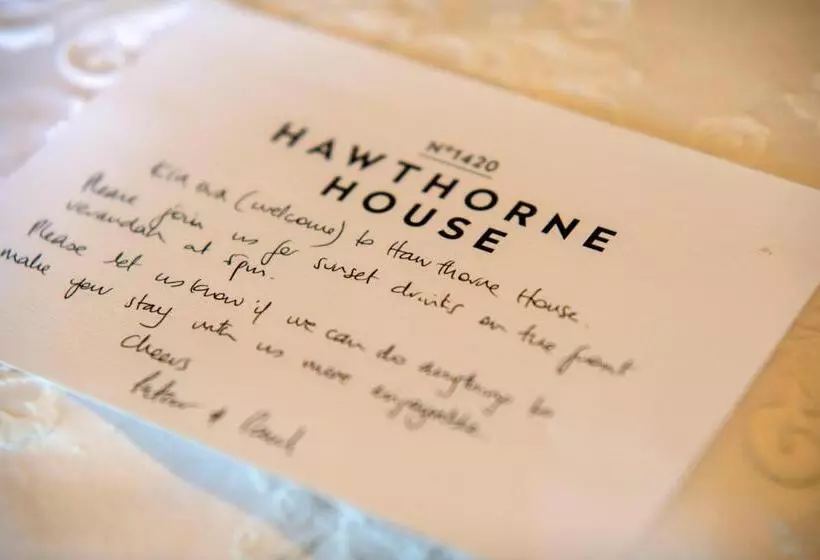 Nº1420
HAWTHORNE
HOUSE
Kia ora (welcome) to Hawthorne House.
Please join us for sunset drinks on the front
verandah at 5pm.
Please let us know if we can do anything to
make your stay with us more enjoyable.
Cheers
&